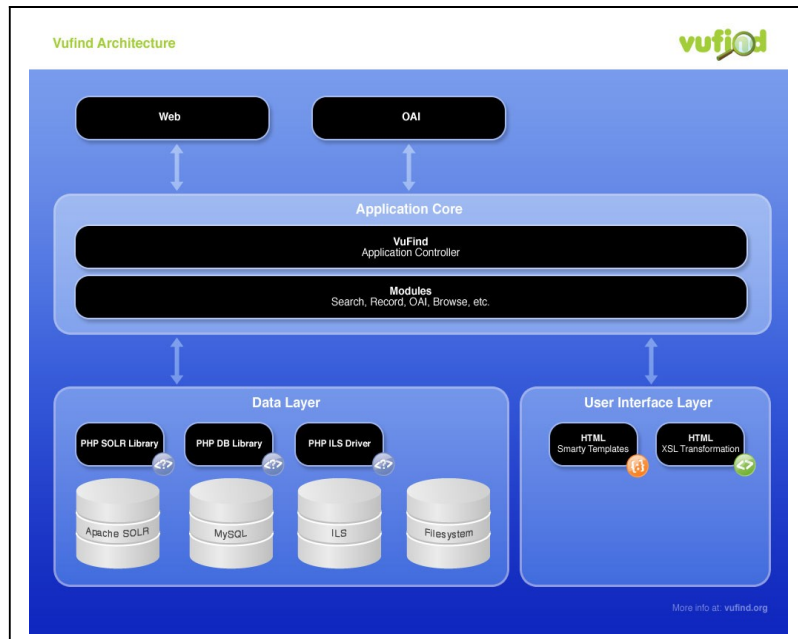 Vufind Architecture
vufind
Web
OAI
Application Core
VuFind
Application Controller
Modules
Search, Record, OAI, Browse, etc.
Data Layer
PHP SOLR Library
<?>
PHP DB Library
<?>
PHP ILS Driver
<?>
Apache SOLR
MySQL
ILS
Filesystem
User Interface Layer
HTML
Smarty Templates
HTML
XSL Transformation
<>
More info at: vufind.org